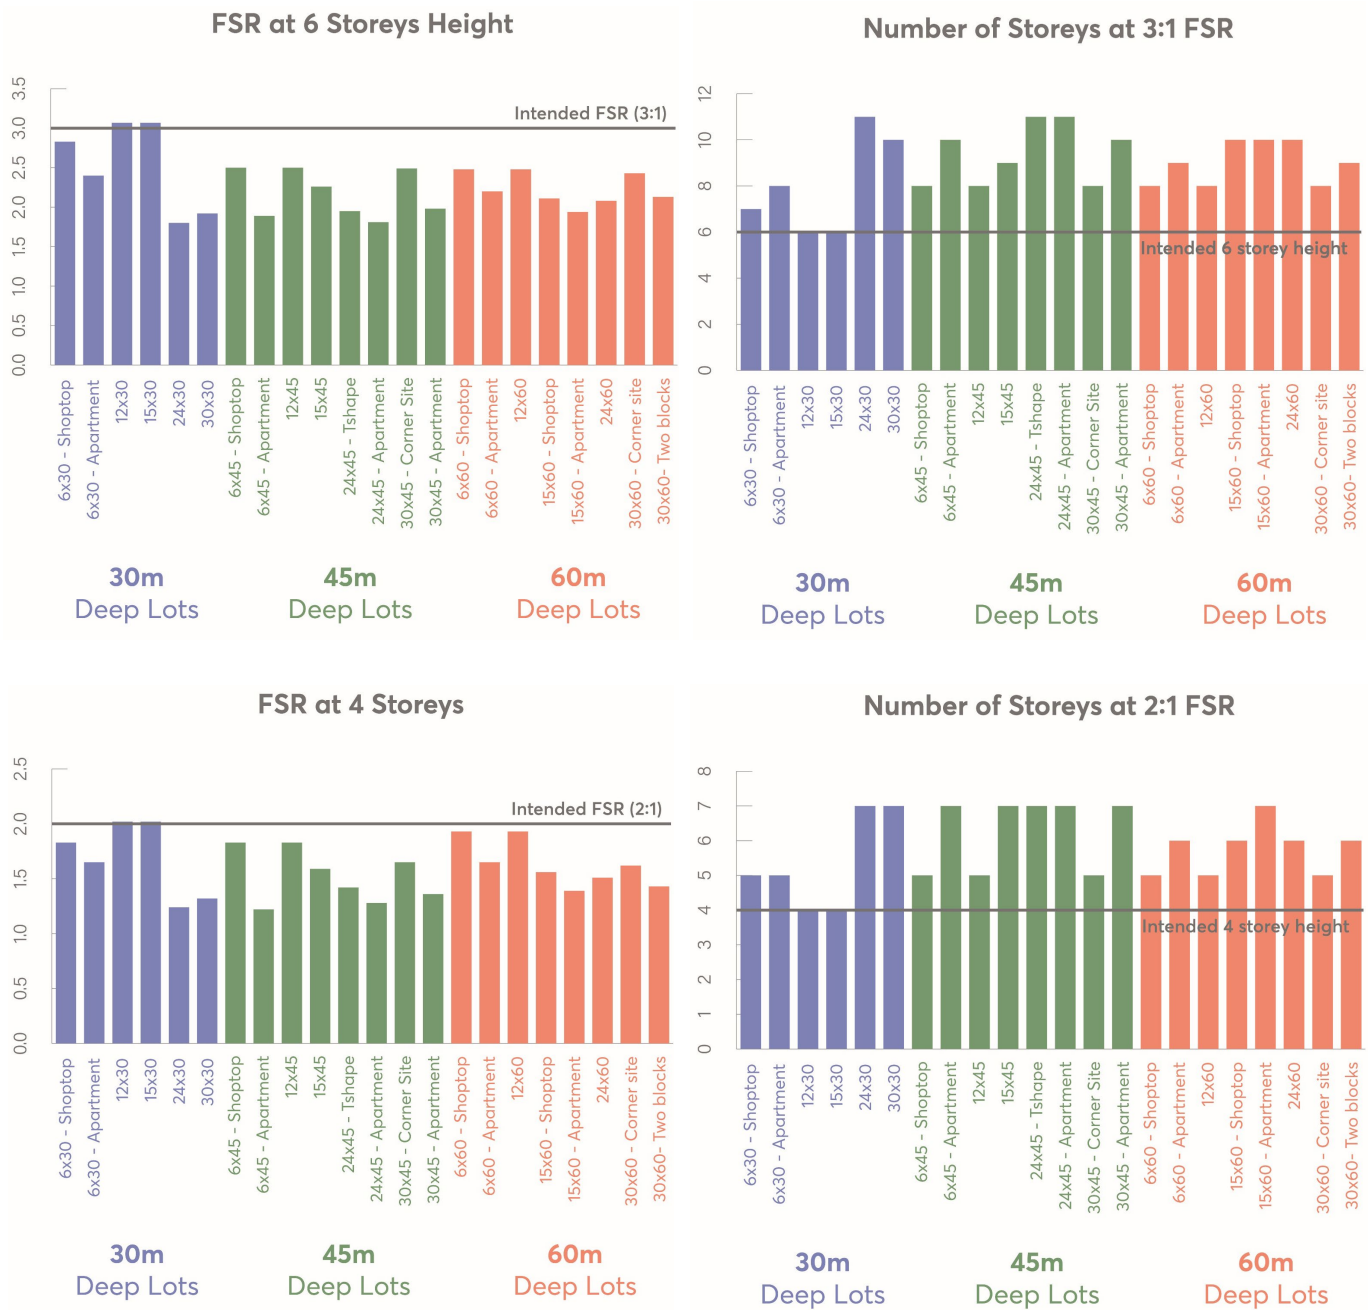 FSR at 6 Storeys Height
3.5
3.0
2.5
2.0
1.5
1.0
0.5
0.0
Intended FSR (3:1)
6x30 - Shoptop
6x30 - Apartment
12x30
15x30
24x30
30x30
6x45 - Shoptop
6x45 - Apartment
12x45
15x45
24x45 - Tshape
24x45 - Apartment
30x45 - Corner Site
30x45 - Apartment
6x60 - Shoptop
6x60 - Apartment
12x60
15x60 - Shoptop
15x60 - Apartment
24x60
30x60 - Corner site
30x60- Two blocks
30m
Deep Lots
45m
Deep Lots
60m
Deep Lots
Number of Storeys at 3:1 FSR
12
10
8
6
4
2
0
Intended 6 storey height
6x30 - Shoptop
6x30 - Apartment
12x30
15x30
24x30
30x30
6x45 - Shoptop
6x45 - Apartment
12x45
15x45
24x45 - Tshape
24x45 - Apartment
30x45 - Corner Site
30x45 - Apartment
6x60 - Shoptop
6x60 - Apartment
12x60
15x60 - Shoptop
15x60 - Apartment
24x60
30x60 - Corner site
30x60- Two blocks
30m
Deep Lots
45m
Deep Lots
60m
Deep Lots
FSR at 4 Storeys
2.5
2.0
1.5
1.0
0.5
0.0
Intended FSR (2:1)
6x30 - Shoptop
6x30 - Apartment
12x30
15x30
24x30
30x30
6x45 - Shoptop
6x45 - Apartment
12x45
15x45
24x45 - Tshape
24x45 - Apartment
30x45 - Corner Site
30x45 - Apartment
6x60 - Shoptop
6x60 - Apartment
12x60
15x60 - Shoptop
15x60 - Apartment
24x60
30x60 - Corner site
30x60- Two blocks
30m
Deep Lots
45m
Deep Lots
60m
Deep Lots
Number of Storeys at 2:1 FSR
8
7
6
5
4
3
2
1
0
Intended 4 storey height
6x30 - Shoptop
6x30 - Apartment
12x30
15x30
24x30
30x30
6x45 - Shoptop
6x45 - Apartment
12x45
15x45
24x45 - Tshape
24x45 - Apartment
30x45 - Corner Site
30x45 - Apartment
6x60 - Shoptop
6x60 - Apartment
12x60
15x60 - Shoptop
15x60 - Apartment
24x60
30x60 - Corner site
30x60- Two blocks
30m
Deep Lots
45m
Deep Lots
60m
Deep Lots